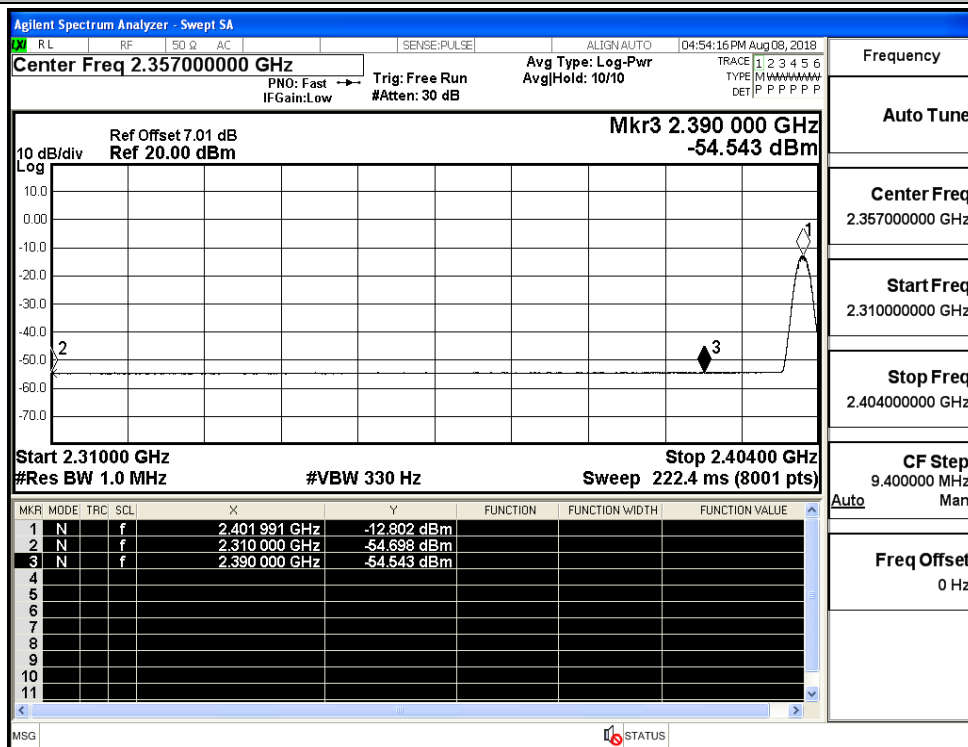 Agilent Spectrum Analyzer - Swept SA
LXI RL RF 50 Ω AC SENSE:PULSE ALIGN AUTO 04:54:16 PM Aug 08, 2018
Center Freq 2.357000000 GHz
PNO: Fast
IFGain:Low
Trig: Free Run
#Atten: 30 dB
Avg Type: Log-Pwr
Avg|Hold: 10/10
TRACE 1 2 3 4 5 6
TYPE M WWWWW
DET P P P P P P
Ref Offset 7.01 dB
10 dB/div Ref 20.00 dBm
Log
Mkr3 2.390 000 GHz
-54.543 dBm
10.0
0.00
-10.0
-20.0
-30.0
-40.0
-50.0
-60.0
-70.0
1
2
3
Start 2.31000 GHz Stop 2.40400 GHz
#Res BW 1.0 MHz #VBW 330 Hz Sweep 222.4 ms (8001 pts)
MKR MODE TRC SCL X Y FUNCTION FUNCTION WIDTH FUNCTION VALUE
1 N f 2.401 991 GHz -12.802 dBm
2 N f 2.310 000 GHz -54.698 dBm
3 N f 2.390 000 GHz -54.543 dBm
4
5
6
7
8
9
10
11
MSG STATUS
Frequency
Auto Tune
Center Freq
2.357000000 GHz
Start Freq
2.310000000 GHz
Stop Freq
2.404000000 GHz
CF Step
9.400000 MHz
Auto Man
Freq Offset
0 Hz